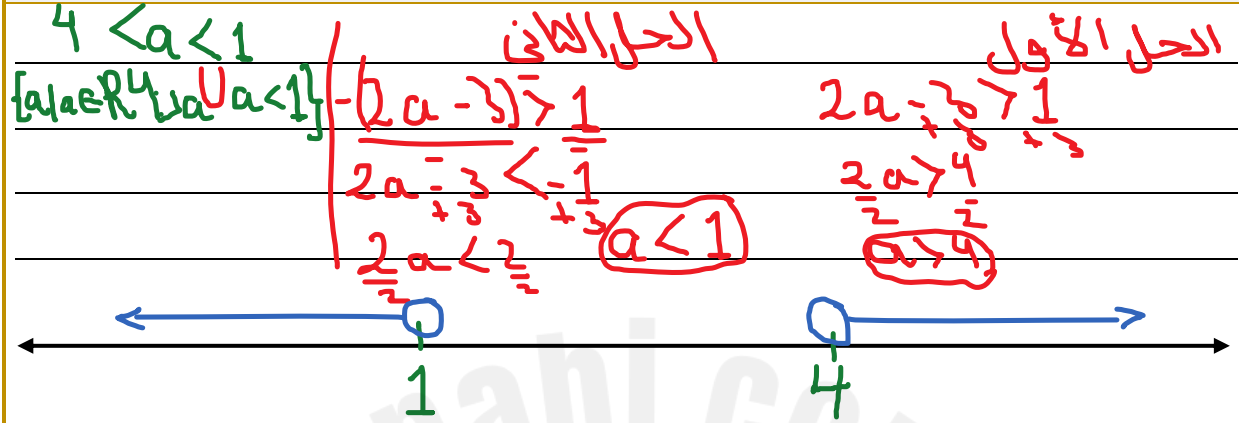 الحل الأول
2a - 3 > 1
+ 3 + 3
2a > 4
2 2
a > 4
الحل الثاني
-(2a - 3) > 1
2a - 3 < -1
+ 3 + 3
2a < 2
2 2
a < 1
4 < a < 1
{a | a ∈ R, 4 < a ∪ a < 1}
1 4